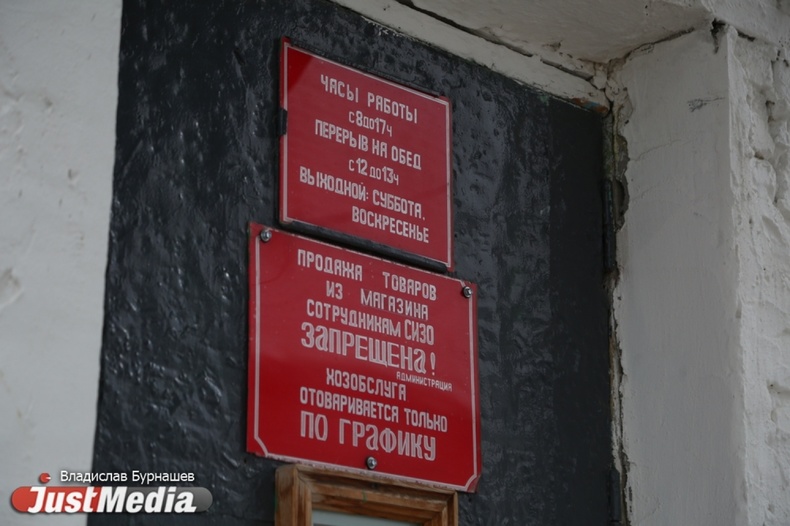 ЧАСЫ РАБОТЫ
С 8 ДО 17 Ч
ПЕРЕРЫВ НА ОБЕД
С 12 ДО 13 Ч
ВЫХОДНОЙ: СУББОТА,
ВОСКРЕСЕНЬЕ
ПРОДАЖА ТОВАРОВ
ИЗ МАГАЗИНА
СОТРУДНИКАМ СИЗО
ЗАПРЕЩЕНА!
АДМИНИСТРАЦИЯ
ХОЗОБСЛУГА
ОТОВАРИВАЕТСЯ ТОЛЬКО
ПО ГРАФИКУ
Владислав Бурнашев
JustMedia